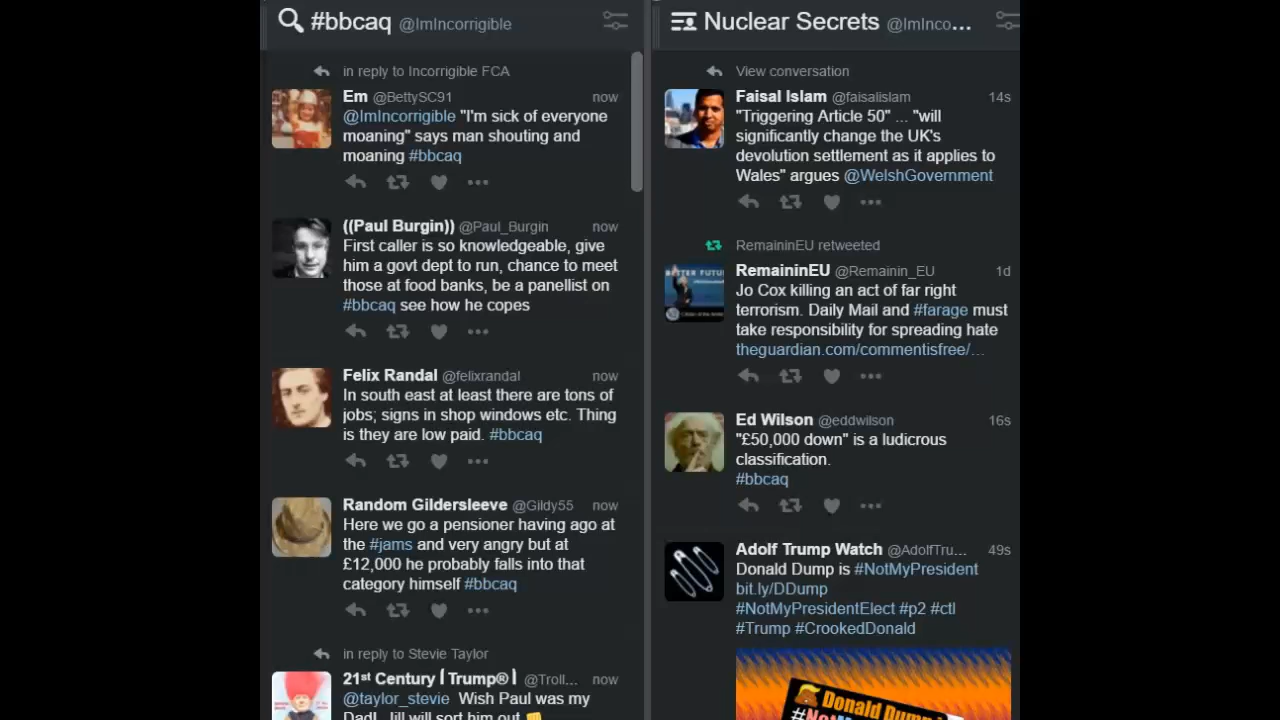 #bbcaq @ImIncorrigible
in reply to Incorrigible FCA
Em @BettySC91 now
@ImIncorrigible "I'm sick of everyone
moaning" says man shouting and
moaning #bbcaq
((Paul Burgin)) @Paul_Burgin now
First caller is so knowledgeable, give
him a govt dept to run, chance to meet
those at food banks, be a panellist on
#bbcaq see how he copes
Felix Randal @felixrandal now
In south east at least there are tons of
jobs; signs in shop windows etc. Thing
is they are low paid. #bbcaq
Random Gildersleeve @Gildy55 now
Here we go a pensioner having ago at
the #jams and very angry but at
£12,000 he probably falls into that
category himself #bbcaq
in reply to Stevie Taylor
21st Century ⌠Trump®⌡ @Troll... now
@taylor_stevie Wish Paul was my
Dad! Jill will sort him out
Nuclear Secrets @ImInco...
View conversation
Faisal Islam @faisalislam 14s
"Triggering Article 50" ... "will
significantly change the UK's
devolution settlement as it applies to
Wales" argues @WelshGovernment
RemaininEU retweeted
RemaininEU @Remainin_EU 1d
Jo Cox killing an act of far right
terrorism. Daily Mail and #farage must
take responsibility for spreading hate
theguardian.com/commentisfree/...
Ed Wilson @eddwilson 16s
"£50,000 down" is a ludicrous
classification.
#bbcaq
Adolf Trump Watch @AdolfTru... 49s
Donald Dump is #NotMyPresident
bit.ly/DDump
#NotMyPresidentElect #p2 #ctl
#Trump #CrookedDonald
Donald Dump